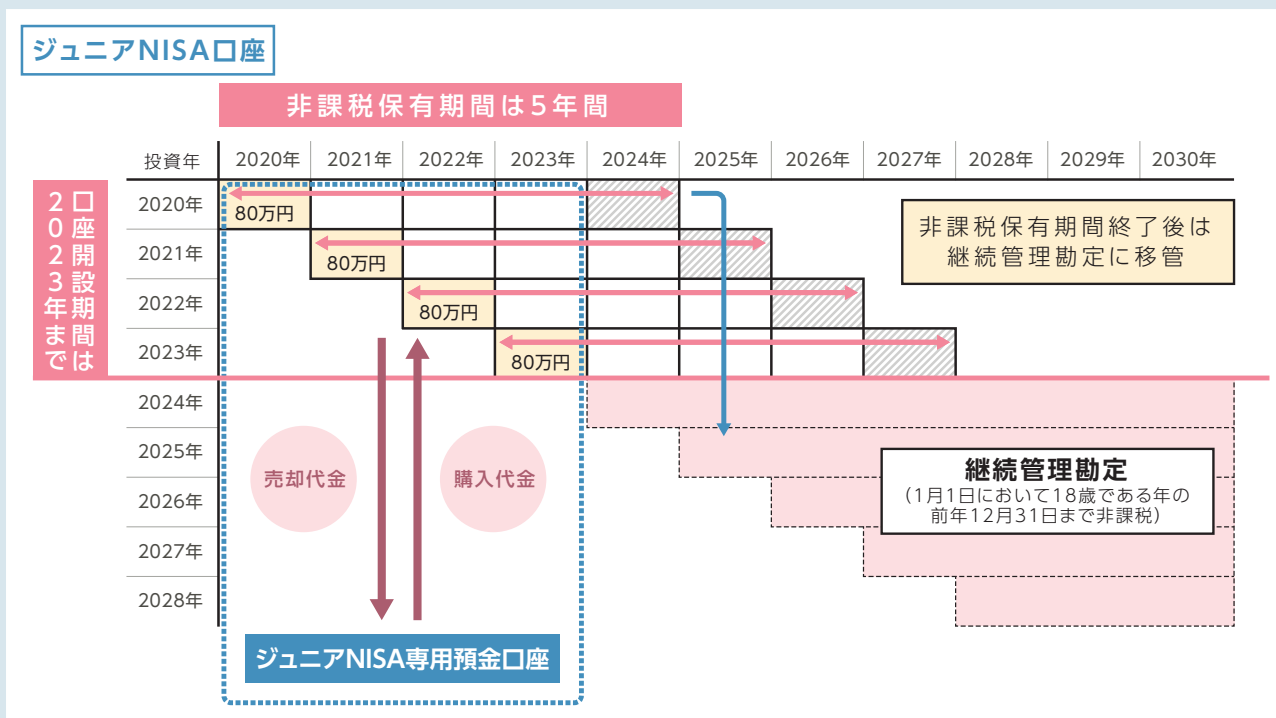 ジュニアNISA口座
非課税保有期間は5年間
投資年
2020年
2021年
2022年
2023年
2024年
2025年
2026年
2027年
2028年
2029年
2030年
口座開設期間は
2023年まで
2020年
80万円
2021年
80万円
2022年
80万円
2023年
80万円
2024年
2025年
2026年
2027年
2028年
非課税保有期間終了後は
継続管理勘定に移管
売却代金
購入代金
継続管理勘定
（1月1日において18歳である年の
前年12月31日まで非課税）
ジュニアNISA専用預金口座